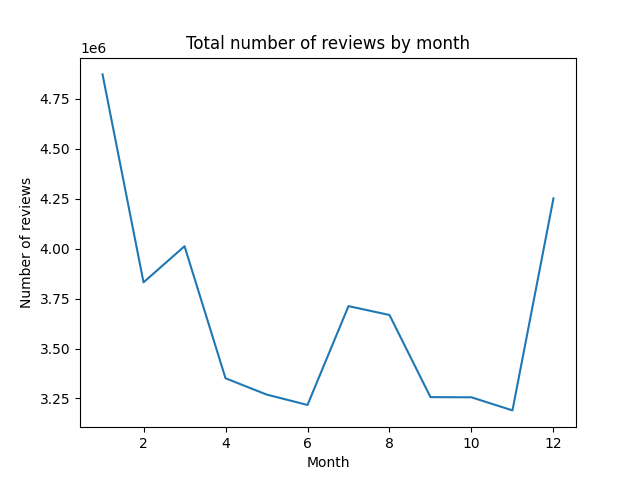 Total number of reviews by month
1e6
4.75
4.50
4.25
4.00
3.75
3.50
3.25
Number of reviews
2 4 6 8 10 12
Month